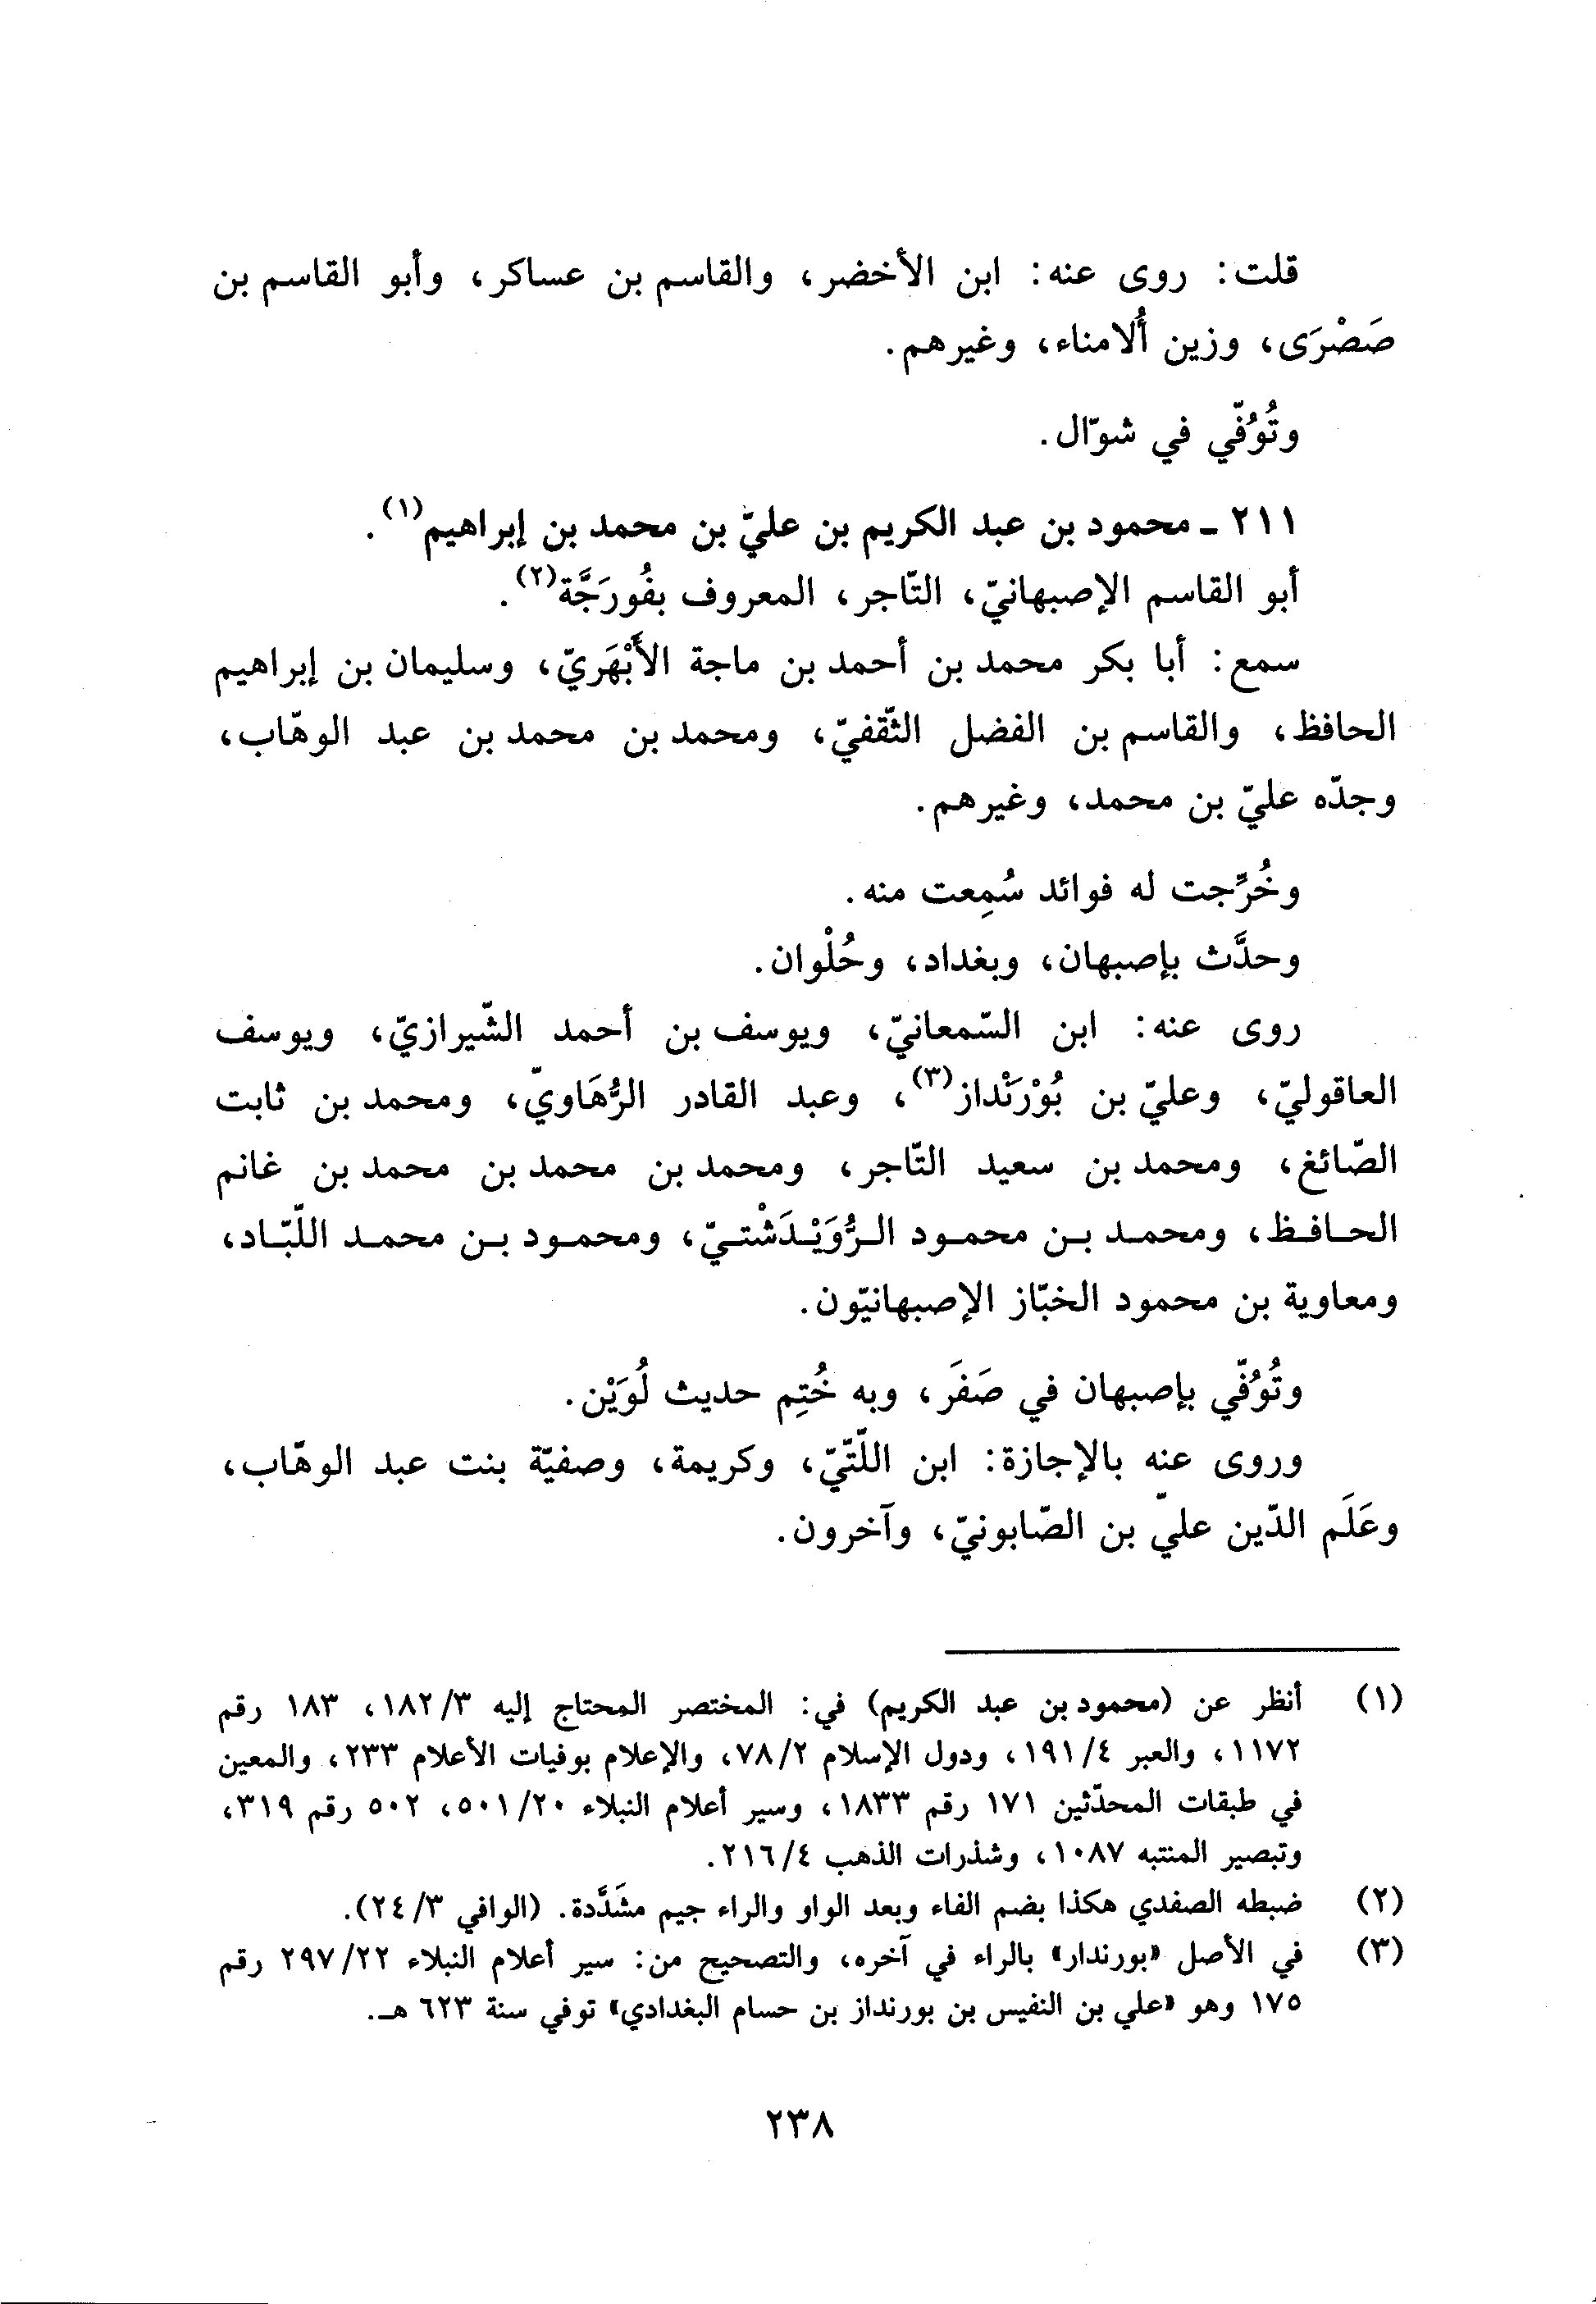 قلت: روى عنه: ابن الأخضر، والقاسم بن عساكر، وأبو القاسم بن
صَصْرَى، وزين أُلامناء، وغيرهم.
وتُوُفّي في شوّال.
٢١١ ـ محمود بن عبد الكريم بن عليّ بن محمد بن إبراهيم(١).
أبو القاسم الإصبهانيّ، التّاجر، المعروف بفُورَجَّة(٢).
سمع: أبا بكر محمد بن أحمد بن ماجة الأَبْهَريّ، وسليمان بن إبراهيم
الحافظ، والقاسم بن الفضل الثّقفيّ، ومحمد بن محمد بن عبد الوهّاب،
وجدّه عليّ بن محمد، وغيرهم.
وخُرِّجت له فوائد سُمِعت منه.
وحدَّث بإصبهان، وبغداد، وحُلْوان.
روى عنه: ابن السّمعانيّ، ويوسف بن أحمد الشّيرازيّ، ويوسف
العاقوليّ، وعليّ بن بُوْرَنْداز(٣)، وعبد القادر الرُّهَاويّ، ومحمد بن ثابت
الصّائغ، ومحمد بن سعيد التّاجر، ومحمد بن محمد بن محمد بن غانم
الحـافـظ، ومحمـد بـن محمـود الـرُّوَيْـدَشْتـيّ، ومحمـود بـن محمـد اللّبّـاد،
ومعاوية بن محمود الخبّاز الإصبهانيّون.
وتُوُفّي بإصبهان في صَفَر، وبه خُتِم حديث لُوَيْن.
وروى عنه بالإجازة: ابن اللّتّيّ، وكريمة، وصفيّة بنت عبد الوهّاب،
وعَلَم الدّين عليّ بن الصّابونيّ، وآخرون.
(١) أنظر عن (محمود بن عبد الكريم) في: المختصر المحتاج إليه ٣/١٨٢، ١٨٣ رقم
١١٧٢، والعبر ٤/١٩١، ودول الإسلام ٢/٧٨، والإعلام بوفيات الأعلام ٢٣٣، والمعين
في طبقات المحدّثين ١٧١ رقم ١٨٣٣، وسير أعلام النبلاء ٢٠/٥٠١، ٥٠٢ رقم ٣١٩،
وتبصير المنتبه ١٠٨٧، وشذرات الذهب ٤/٢١٦.
(٢) ضبطه الصفدي هكذا بضم الفاء وبعد الواو والراء جيم مشَدَّدة. (الوافي ٣/٢٤).
(٣) في الأصل «بورندار» بالراء في آخره، والتصحيح من: سير أعلام النبلاء ٢٢/٢٩٧ رقم
١٧٥ وهو «علي بن النفيس بن بورنداز بن حسام البغدادي» توفي سنة ٦٢٣ هـ.
٢٣٨